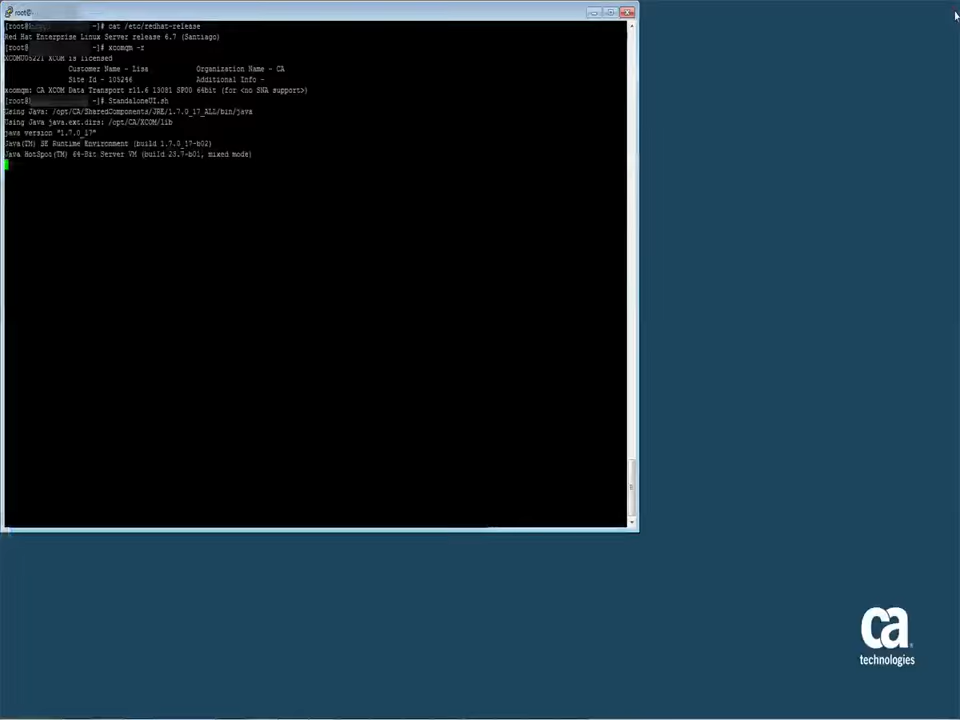 root@
[root@ ~]# cat /etc/redhat-release
Red Hat Enterprise Linux Server release 6.7 (Santiago)
[root@ ~]# xcomqm -r
XCOMU0522I XCOM is licensed
Customer Name - Lisa Organization Name - CA
Site Id - 105246 Additional Info -
xcomqm: CA XCOM Data Transport r11.6 13081 SP00 64bit (for <no SNA support>)
[root@ ~]# StandaloneUI.sh
Using Java: /opt/CA/SharedComponents/JRE/1.7.0_17_ALL/bin/java
Using Java java.ext.dirs: /opt/CA/XCOM/lib
java version "1.7.0_17"
Java(TM) SE Runtime Environment (build 1.7.0_17-b02)
Java HotSpot(TM) 64-Bit Server VM (build 23.7-b01, mixed mode)
ca
technologies